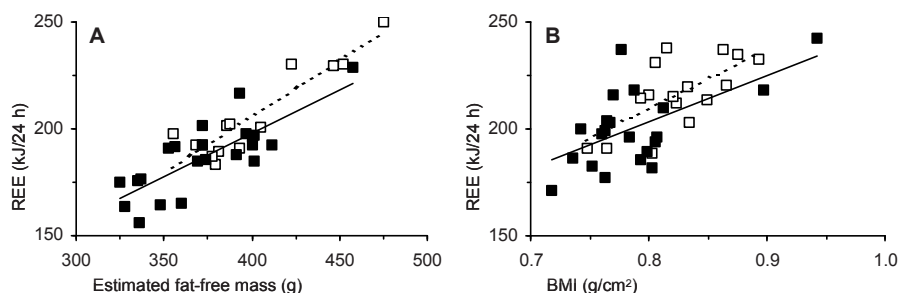 A
REE (kJ/24 h)
250
200
150
300
350
400
450
500
Estimated fat-free mass (g)
B
REE (kJ/24 h)
250
200
150
0.7
0.8
0.9
1.0
BMI (g/cm²)